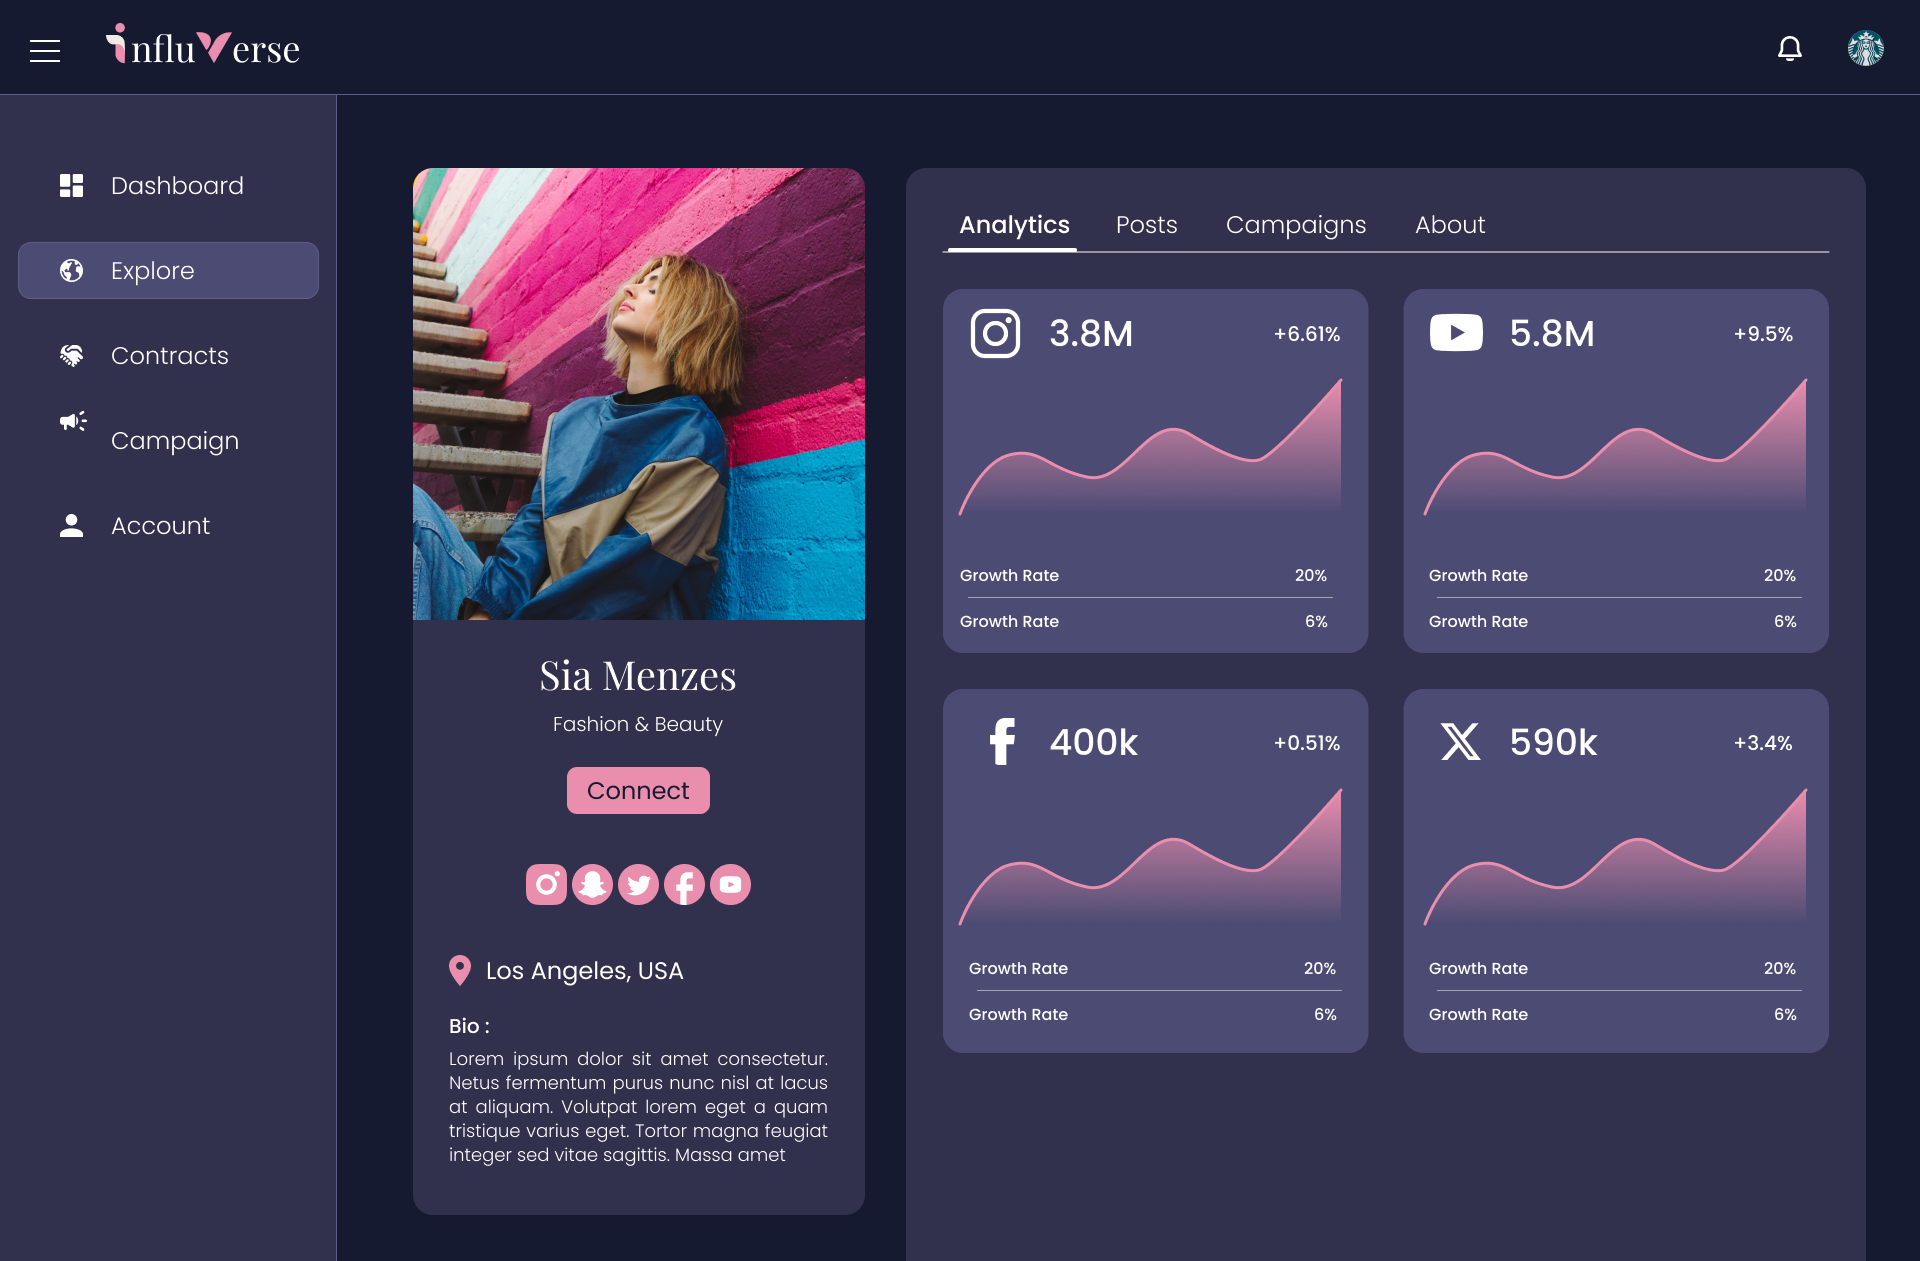 influVerse
Dashboard
Explore
Contracts
Campaign
Account
Sia Menzes
Fashion & Beauty
Connect
Los Angeles, USA
Bio :
Lorem ipsum dolor sit amet consectetur.
Netus fermentum purus nunc nisl at lacus
at aliquam. Volutpat lorem eget a quam
tristique varius eget. Tortor magna feugiat
integer sed vitae sagittis. Massa amet
Analytics Posts Campaigns About
3.8M +6.61%
Growth Rate 20%
Growth Rate 6%
5.8M +9.5%
Growth Rate 20%
Growth Rate 6%
400k +0.51%
Growth Rate 20%
Growth Rate 6%
590k +3.4%
Growth Rate 20%
Growth Rate 6%